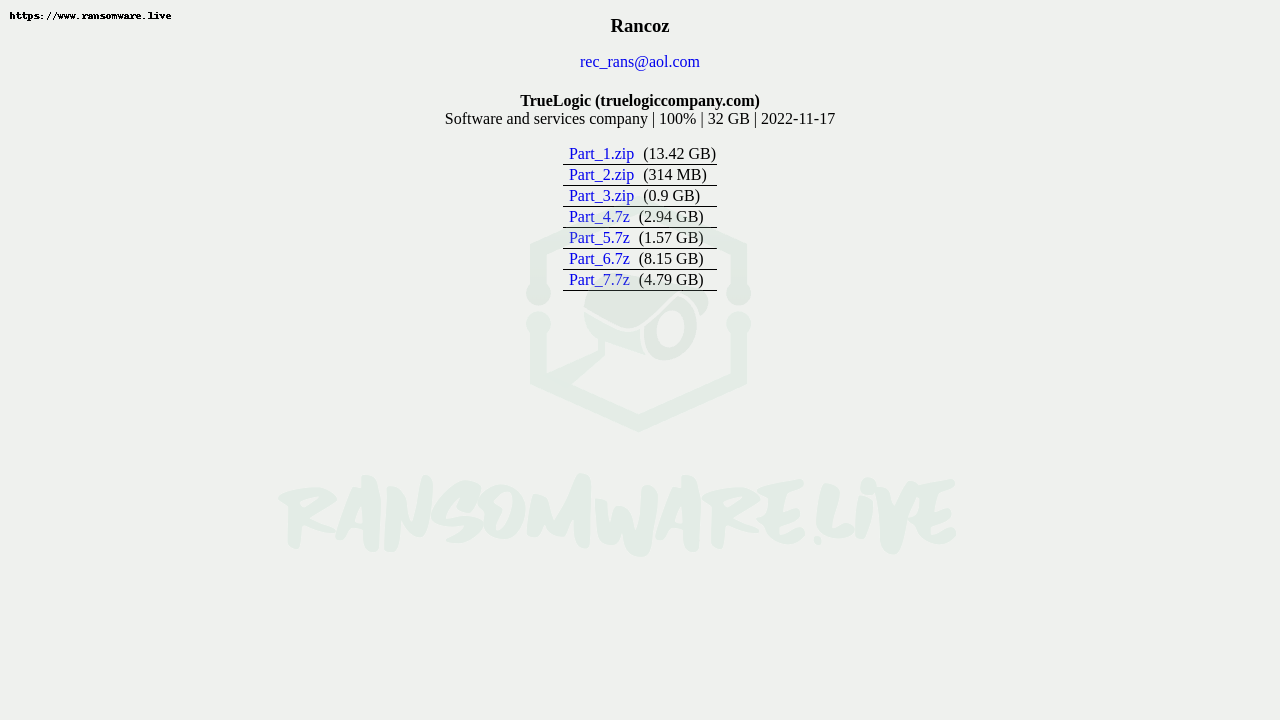 https://www.ransomware.live
Rancoz
rec_rans@aol.com
TrueLogic (truelogiccompany.com)
Software and services company | 100% | 32 GB | 2022-11-17
Part_1.zip (13.42 GB)
Part_2.zip (314 MB)
Part_3.zip (0.9 GB)
Part_4.7z (2.94 GB)
Part_5.7z (1.57 GB)
Part_6.7z (8.15 GB)
Part_7.7z (4.79 GB)
RANSOMWARE.LIVE